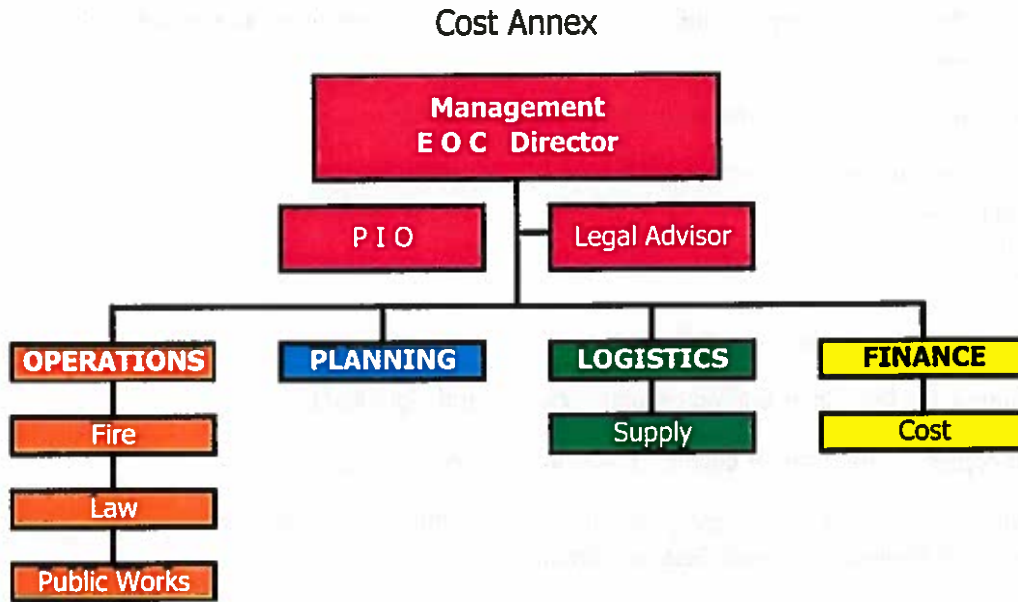 Cost Annex
Management
E O C Director
P I O
Legal Advisor
OPERATIONS
PLANNING
LOGISTICS
FINANCE
Fire
Supply
Cost
Law
Public Works